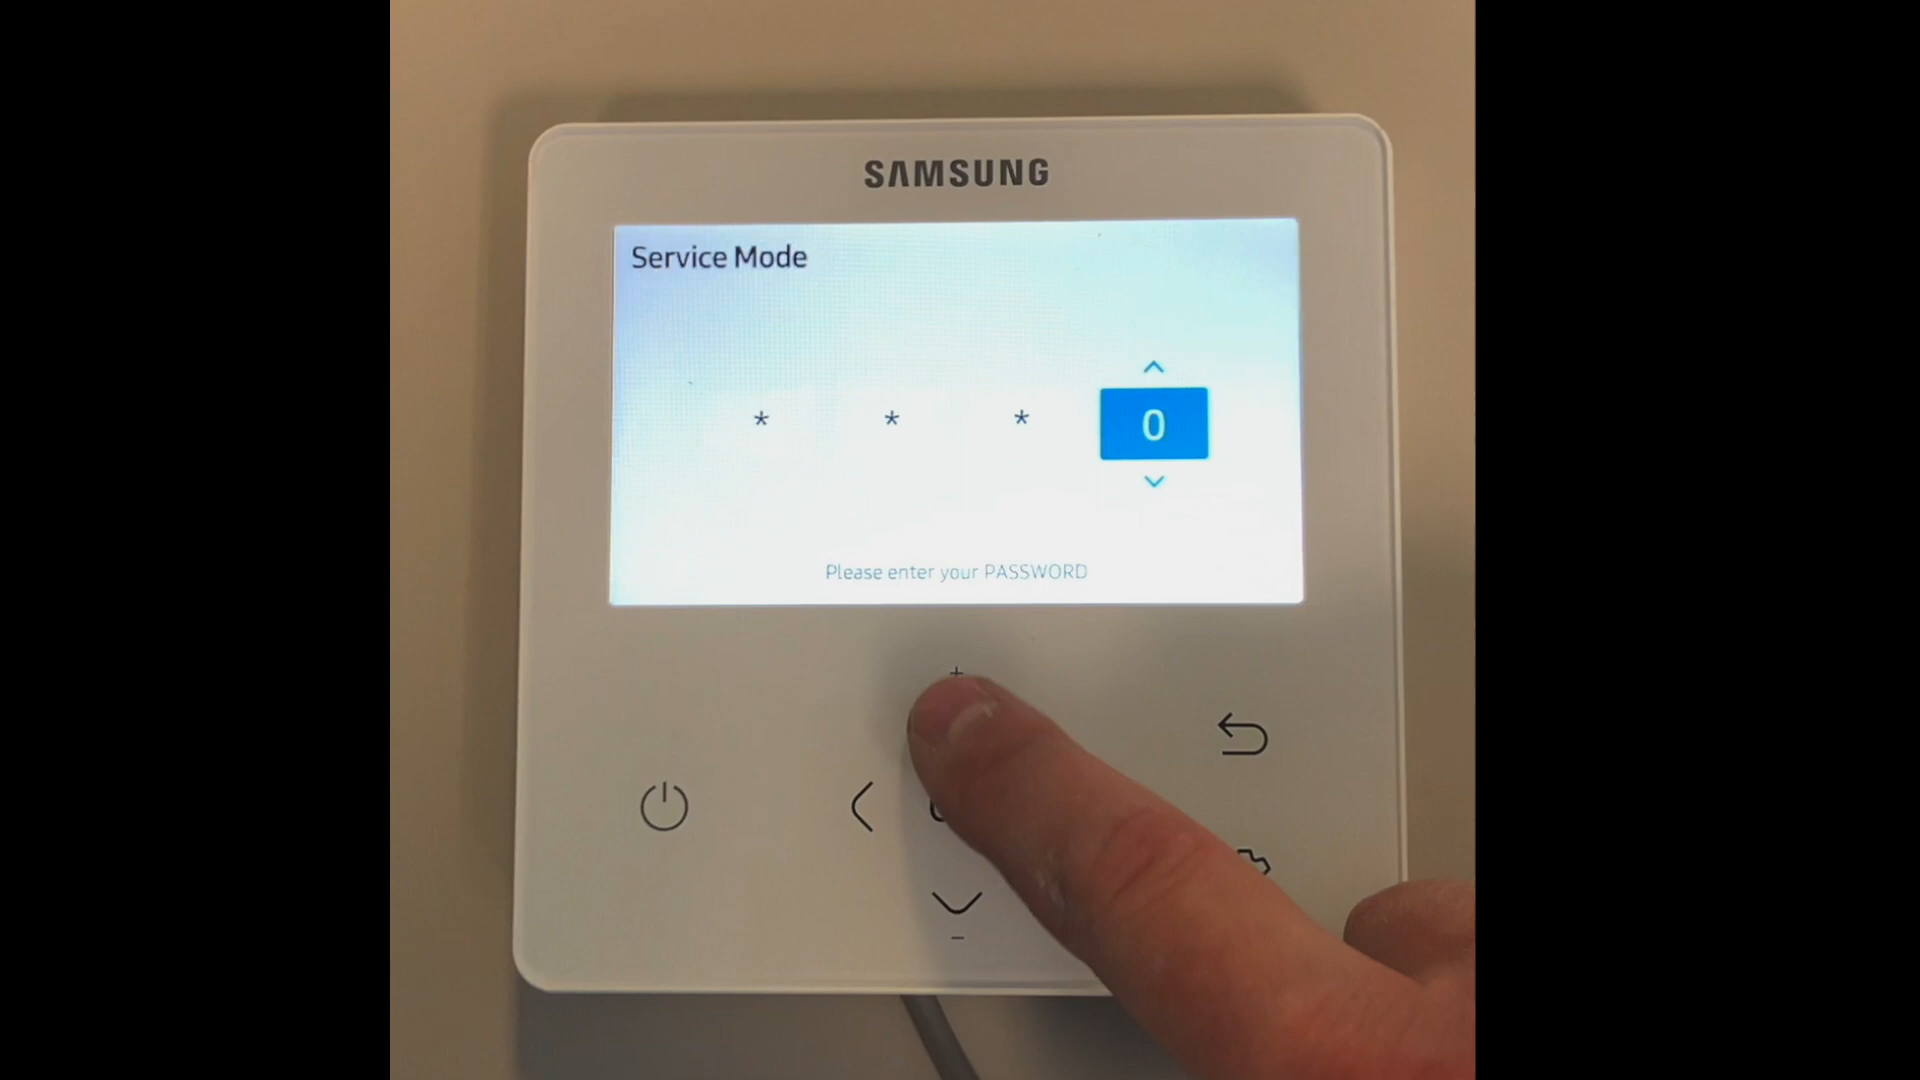 SAMSUNG
Service Mode
* * * 0
Please enter your PASSWORD
+
-